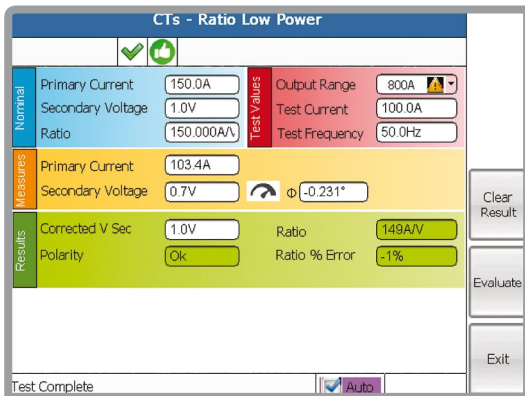 CTs - Ratio Low Power
Nominal
Primary Current 150.0A
Secondary Voltage 1.0V
Ratio 150.000A/V
Test Values
Output Range 800A
Test Current 100.0A
Test Frequency 50.0Hz
Measures
Primary Current 103.4A
Secondary Voltage 0.7V Φ -0.231°
Results
Corrected V Sec 1.0V Ratio 149A/V
Polarity Ok Ratio % Error -1%
Clear
Result
Evaluate
Exit
Test Complete Auto